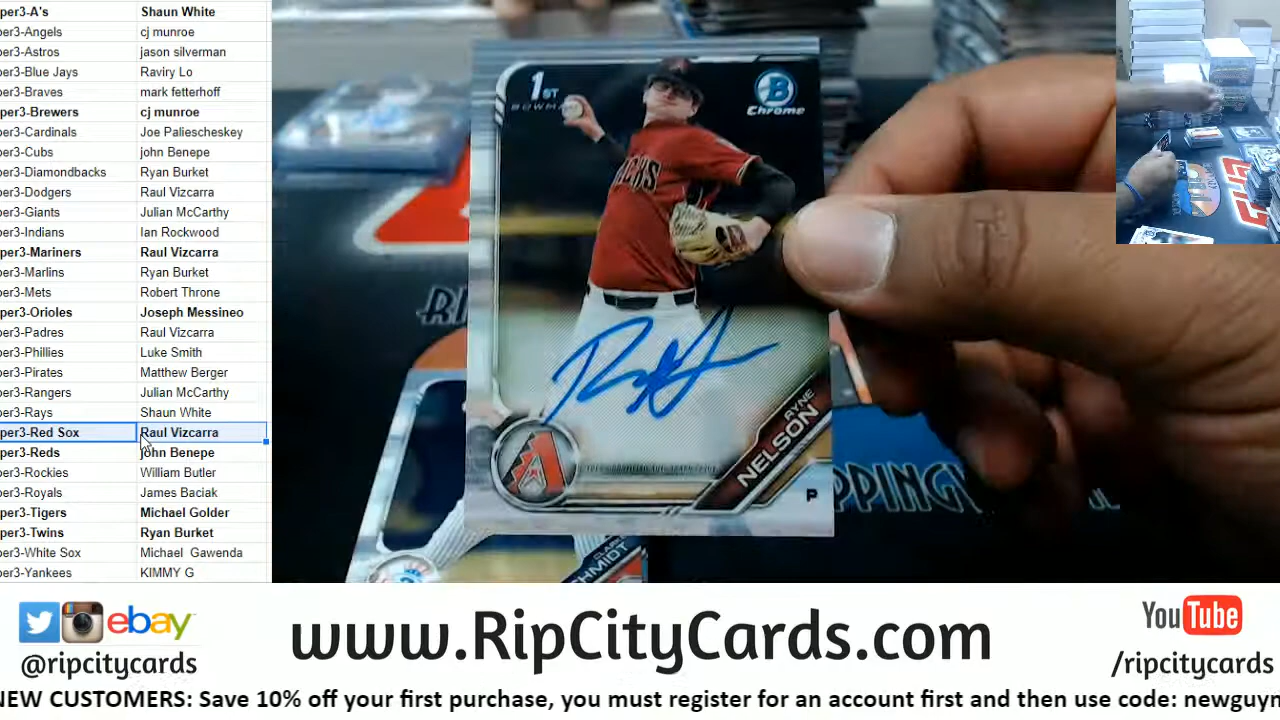 per3-A's Shaun White
per3-Angels cj munroe
per3-Astros jason silverman
per3-Blue Jays Raviry Lo
per3-Braves mark fetterhoff
per3-Brewers cj munroe
per3-Cardinals Joe Paliescheskey
per3-Cubs john Benepe
per3-Diamondbacks Ryan Burket
per3-Dodgers Raul Vizcarra
per3-Giants Julian McCarthy
per3-Indians Ian Rockwood
per3-Mariners Raul Vizcarra
per3-Marlins Ryan Burket
per3-Mets Robert Throne
per3-Orioles Joseph Messineo
per3-Padres Raul Vizcarra
per3-Phillies Luke Smith
per3-Pirates Matthew Berger
per3-Rangers Julian McCarthy
per3-Rays Shaun White
per3-Red Sox Raul Vizcarra
per3-Reds john Benepe
per3-Rockies William Butler
per3-Royals James Baciak
per3-Tigers Michael Golder
per3-Twins Ryan Burket
per3-White Sox Michael Gawenda
per3-Yankees KIMMY G
1ST
BOWMA
B
Chrome
RYNE
NELSON
P
A
HMIDT
PPING
ebay
@ripcitycards
www.RipCityCards.com
YouTube
/ripcitycards
NEW CUSTOMERS: Save 10% off your first purchase, you must register for an account first and then use code: newguyn